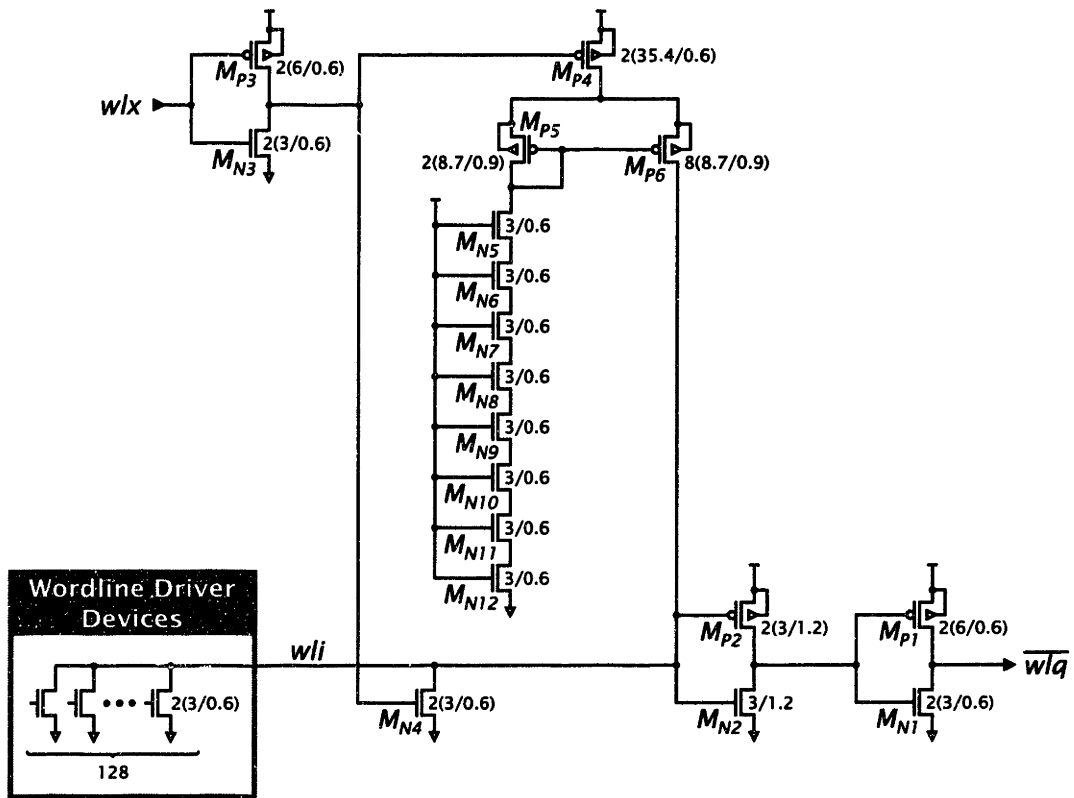 2(6/0.6)
2(35.4/0.6)
M_P3
M_P4
wlx
M_P5
2(3/0.6)
M_N3
2(8.7/0.9)
M_P6
8(8.7/0.9)
3/0.6
M_N5
3/0.6
M_N6
3/0.6
M_N7
3/0.6
M_N8
3/0.6
M_N9
3/0.6
M_N10
3/0.6
M_N11
3/0.6
M_N12
Wordline Driver
Devices
M_P2
2(3/1.2)
M_P1
2(6/0.6)
wli
w̅l̅q̅
2(3/0.6)
M_N4
2(3/0.6)
M_N2
3/1.2
M_N1
2(3/0.6)
128